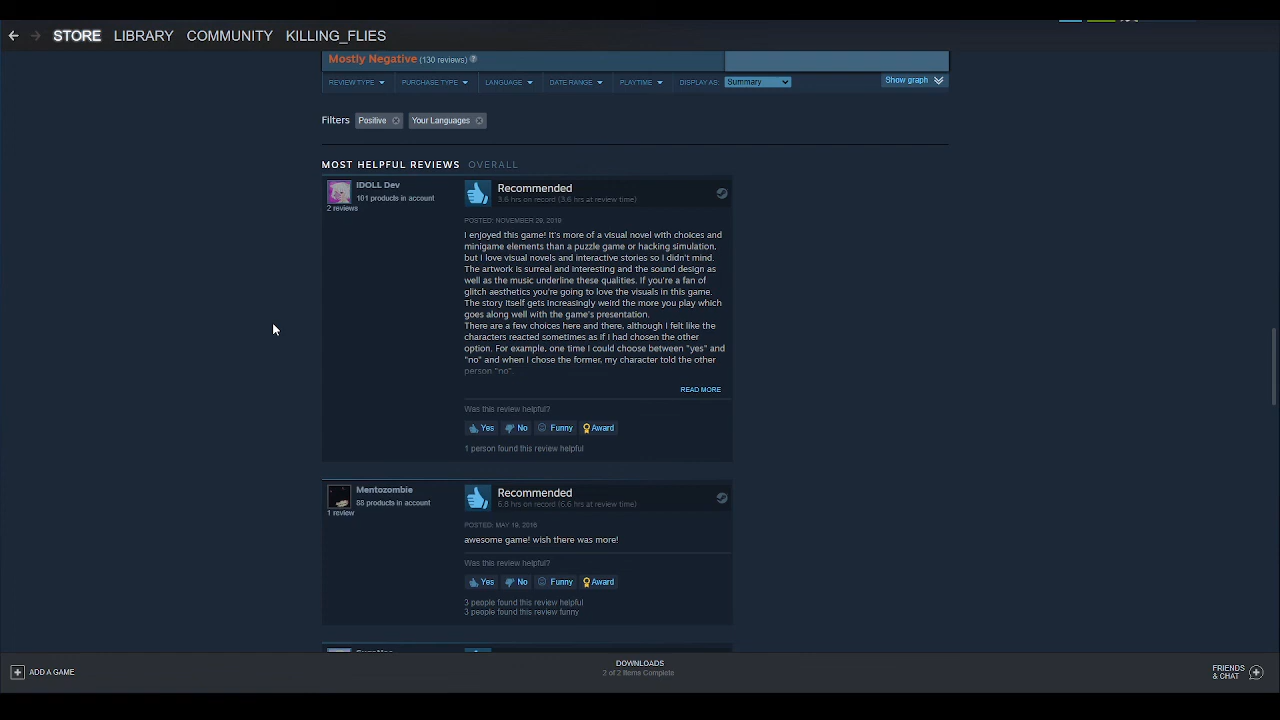 STORE LIBRARY COMMUNITY KILLING_FLIES
Mostly Negative (130 reviews) ?
REVIEW TYPE PURCHASE TYPE LANGUAGE DATE RANGE PLAYTIME DISPLAY AS: Summary Show graph
Filters Positive Your Languages
MOST HELPFUL REVIEWS OVERALL
IDOLL Dev
101 products in account
2 reviews
Recommended
3.6 hrs on record (3.6 hrs at review time)
POSTED: NOVEMBER 29, 2018
I enjoyed this game! It's more of a visual novel with choices and
minigame elements than a puzzle game or hacking simulation,
but I love visual novels and interactive stories so I didn't mind.
The artwork is surreal and interesting and the sound design as
well as the music underline these qualities. If you're a fan of
glitch aesthetics you're going to love the visuals in this game.
The story itself gets increasingly weird the more you play which
goes along well with the game's presentation.
There are a few choices here and there, although I felt like the
characters reacted sometimes as if I had chosen the other
option. For example, one time I could choose between "yes" and
"no" and when I chose the former, my character told the other
person "no".
READ MORE
Was this review helpful?
Yes No Funny Award
1 person found this review helpful
Mentozombie
88 products in account
1 review
Recommended
6.8 hrs on record (6.6 hrs at review time)
POSTED: MAY 19, 2016
awesome game! wish there was more!
Was this review helpful?
Yes No Funny Award
3 people found this review helpful
3 people found this review funny
ADD A GAME
DOWNLOADS
2 of 2 Items Complete
FRIENDS
& CHAT